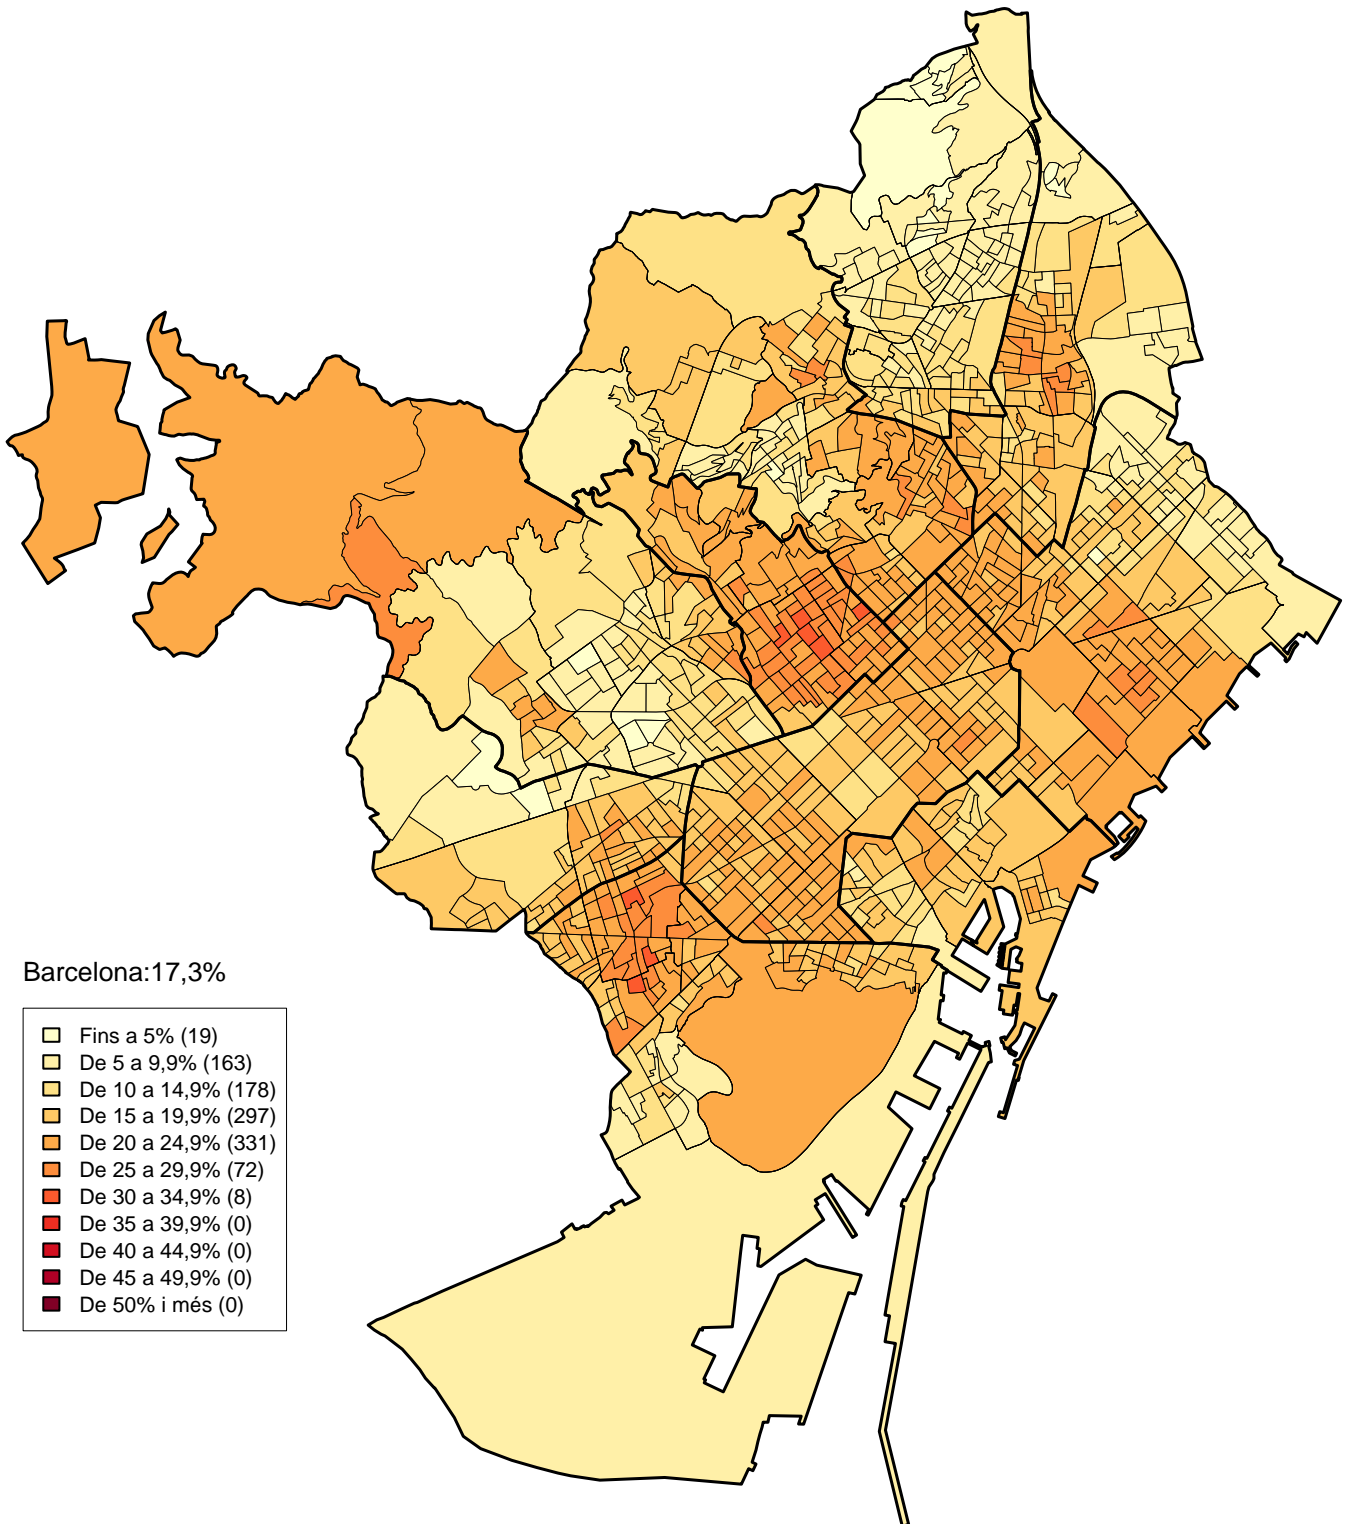 Barcelona:17,3%
Fins a 5% (19)
De 5 a 9,9% (163)
De 10 a 14,9% (178)
De 15 a 19,9% (297)
De 20 a 24,9% (331)
De 25 a 29,9% (72)
De 30 a 34,9% (8)
De 35 a 39,9% (0)
De 40 a 44,9% (0)
De 45 a 49,9% (0)
De 50% i més (0)